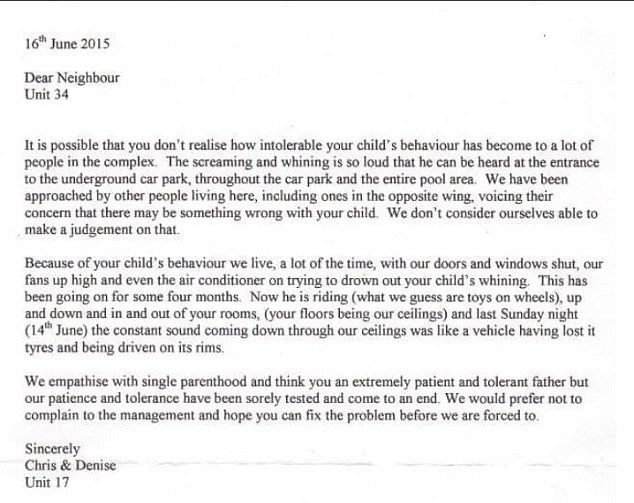 16th June 2015
Dear Neighbour
Unit 34
It is possible that you don't realise how intolerable your child's behaviour has become to a lot of
people in the complex. The screaming and whining is so loud that he can be heard at the entrance
to the underground car park, throughout the car park and the entire pool area. We have been
approached by other people living here, including ones in the opposite wing, voicing their
concern that there may be something wrong with your child. We don't consider ourselves able to
make a judgement on that.
Because of your child's behaviour we live, a lot of the time, with our doors and windows shut, our
fans up high and even the air conditioner on trying to drown out your child's whining. This has
been going on for some four months. Now he is riding (what we guess are toys on wheels), up
and down and in and out of your rooms, (your floors being our ceilings) and last Sunday night
(14th June) the constant sound coming down through our ceilings was like a vehicle having lost it
tyres and being driven on its rims.
We empathise with single parenthood and think you an extremely patient and tolerant father but
our patience and tolerance have been sorely tested and come to an end. We would prefer not to
complain to the management and hope you can fix the problem before we are forced to.
Sincerely
Chris & Denise
Unit 17